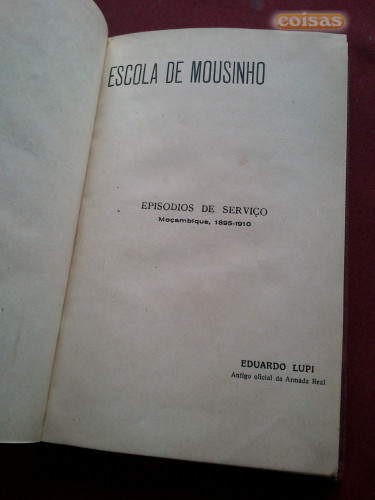 coisas
ESCOLA DE MOUSINHO
EPISODIOS DE SERVIÇO
Moçambique, 1895-1910
EDUARDO LUPI
Antigo oficial da Armada Real